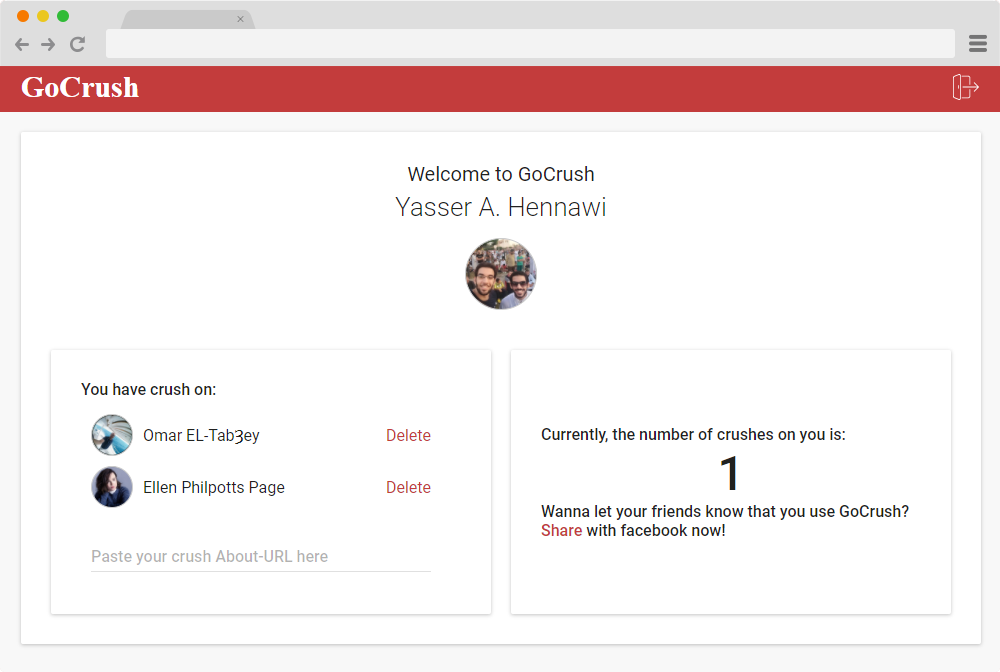 GoCrush
Welcome to GoCrush
Yasser A. Hennawi
You have crush on:
Omar EL-Tab3ey Delete
Ellen Philpotts Page Delete
Paste your crush About-URL here
Currently, the number of crushes on you is:
1
Wanna let your friends know that you use GoCrush?
Share with facebook now!